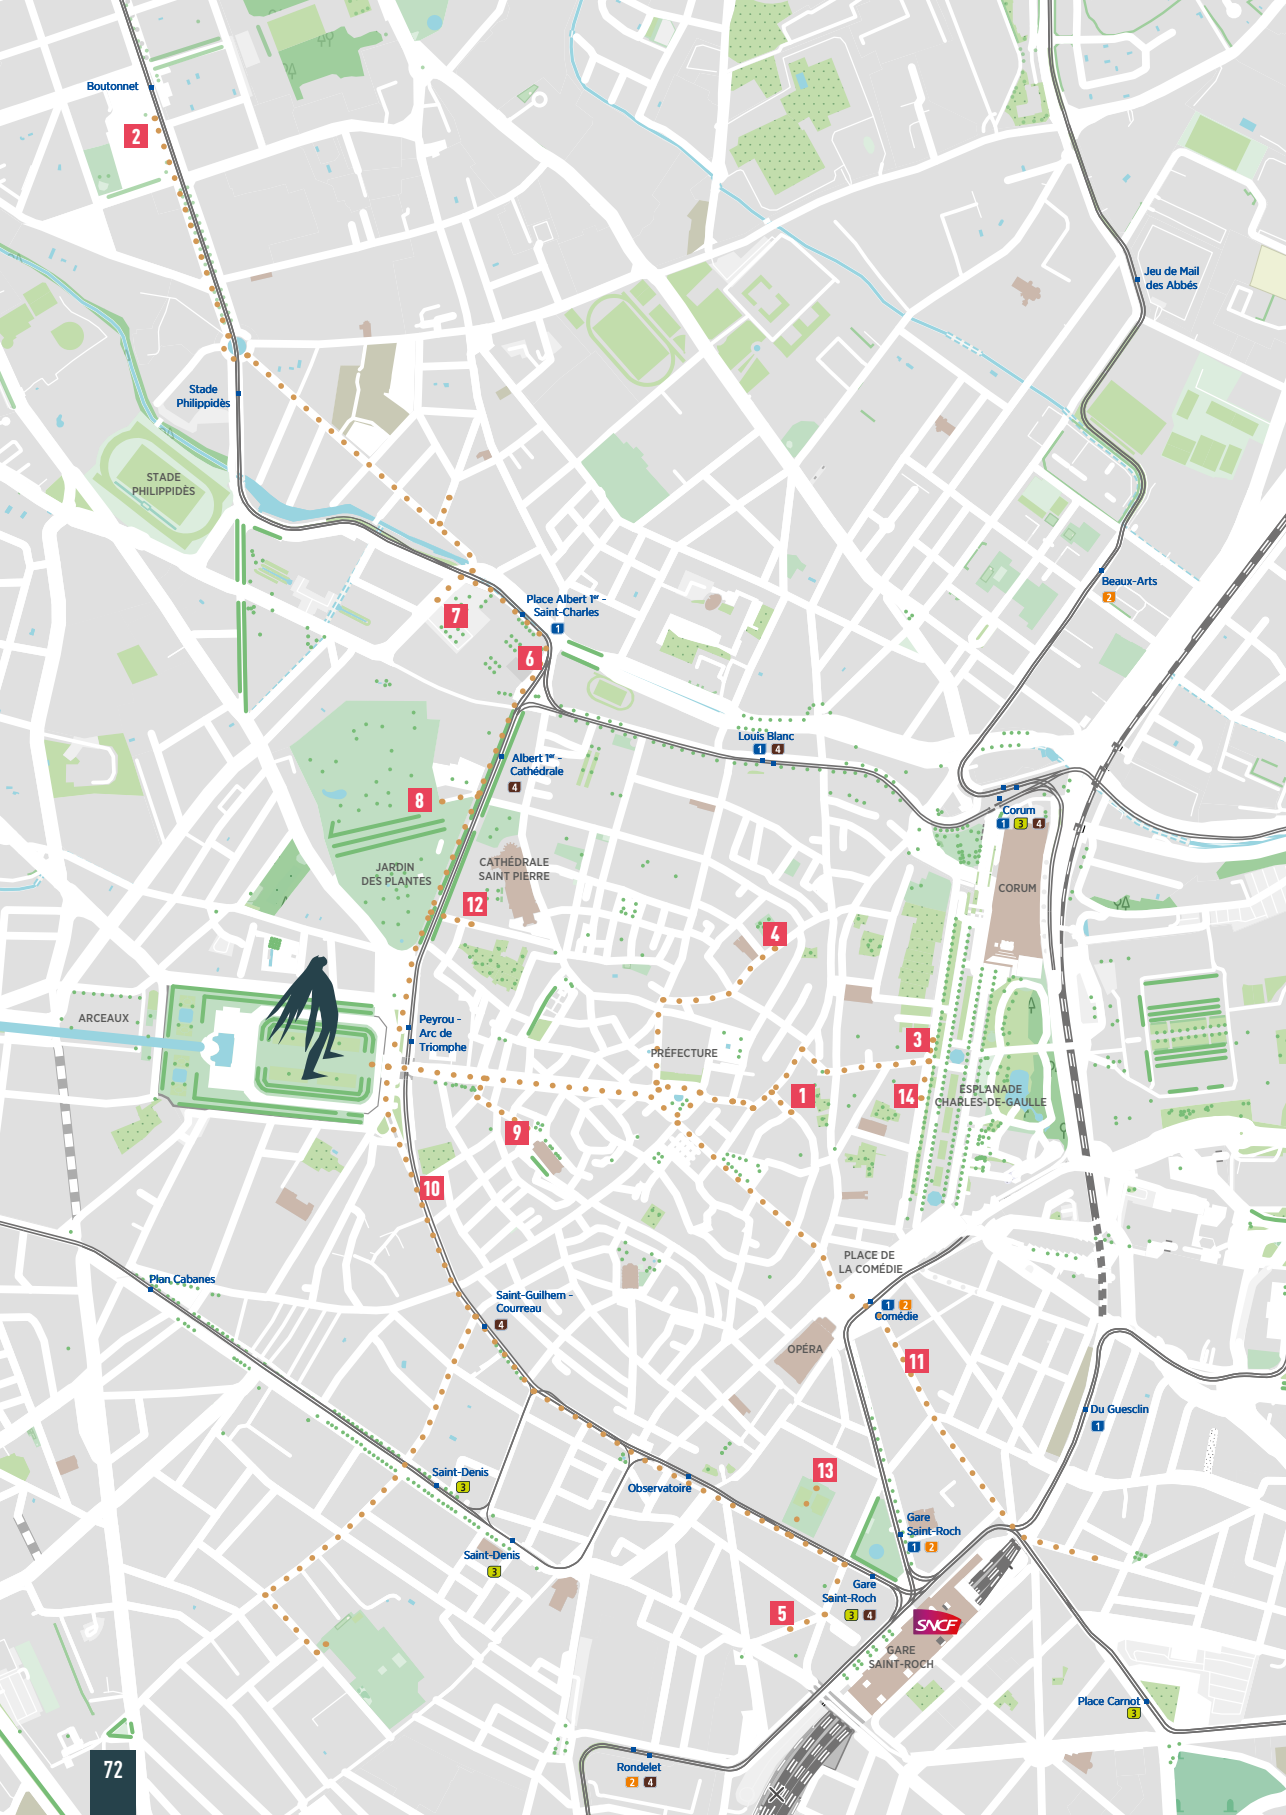 Boutonnet
2
Jeu de Mail
des Abbés
Stade
Philippidès
STADE
PHILIPPIDÈS
Beaux-Arts
2
Place Albert 1er -
Saint-Charles
1
7
6
Louis Blanc
1 4
Albert 1er -
Cathédrale
4
8
Corum
1 3 4
CATHÉDRALE
SAINT PIERRE
JARDIN
DES PLANTES
CORUM
12
4
ARCEAUX
Peyrou -
Arc de
Triomphe
3
PRÉFECTURE
ESPLANADE
CHARLES-DE-GAULLE
1
14
9
10
PLACE DE
LA COMÉDIE
Plan Cabanes
Saint-Guilhem -
Courreau
4
1 2
Comédie
OPÉRA
11
Du Guesclin
1
Saint-Denis
3
13
Observatoire
Gare
Saint-Roch
1 2
Saint-Denis
3
Gare
Saint-Roch
3 4
5
SNCF
GARE
SAINT-ROCH
Place Carnot
3
Rondelet
2 4
72